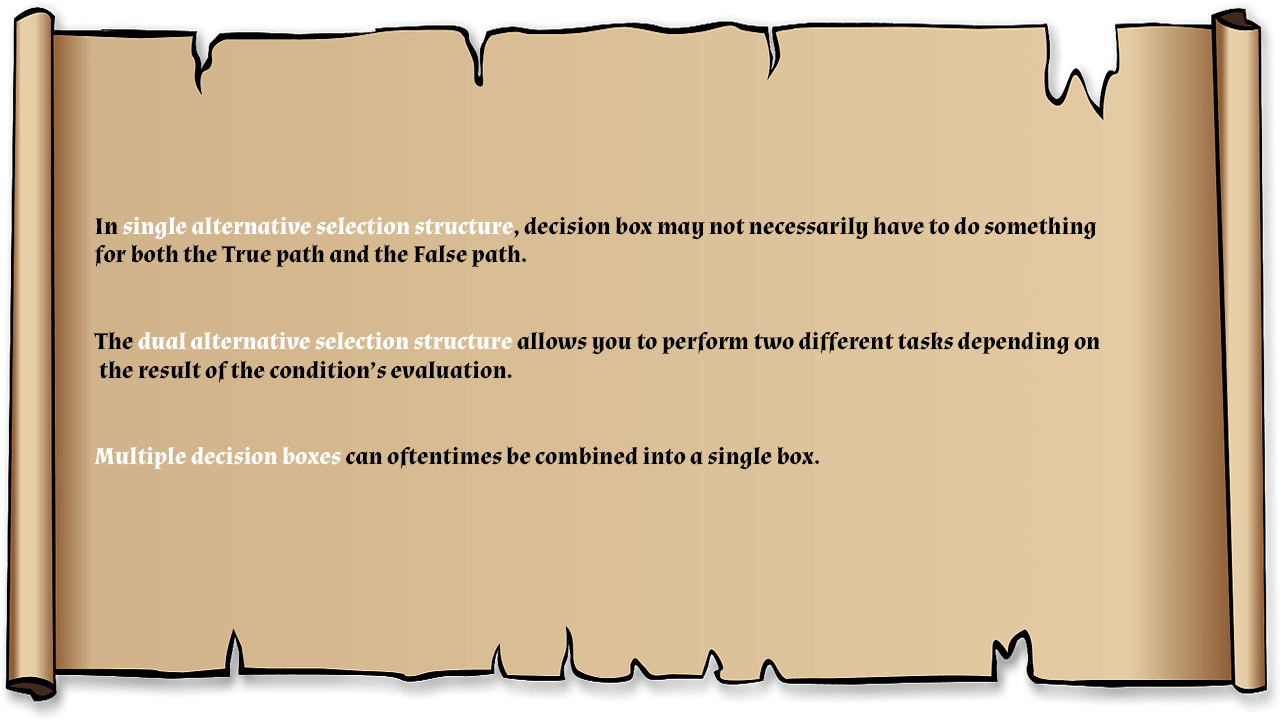 In single alternative selection structure, decision box may not necessarily have to do something
for both the True path and the False path.
The dual alternative selection structure allows you to perform two different tasks depending on
the result of the condition’s evaluation.
Multiple decision boxes can oftentimes be combined into a single box.